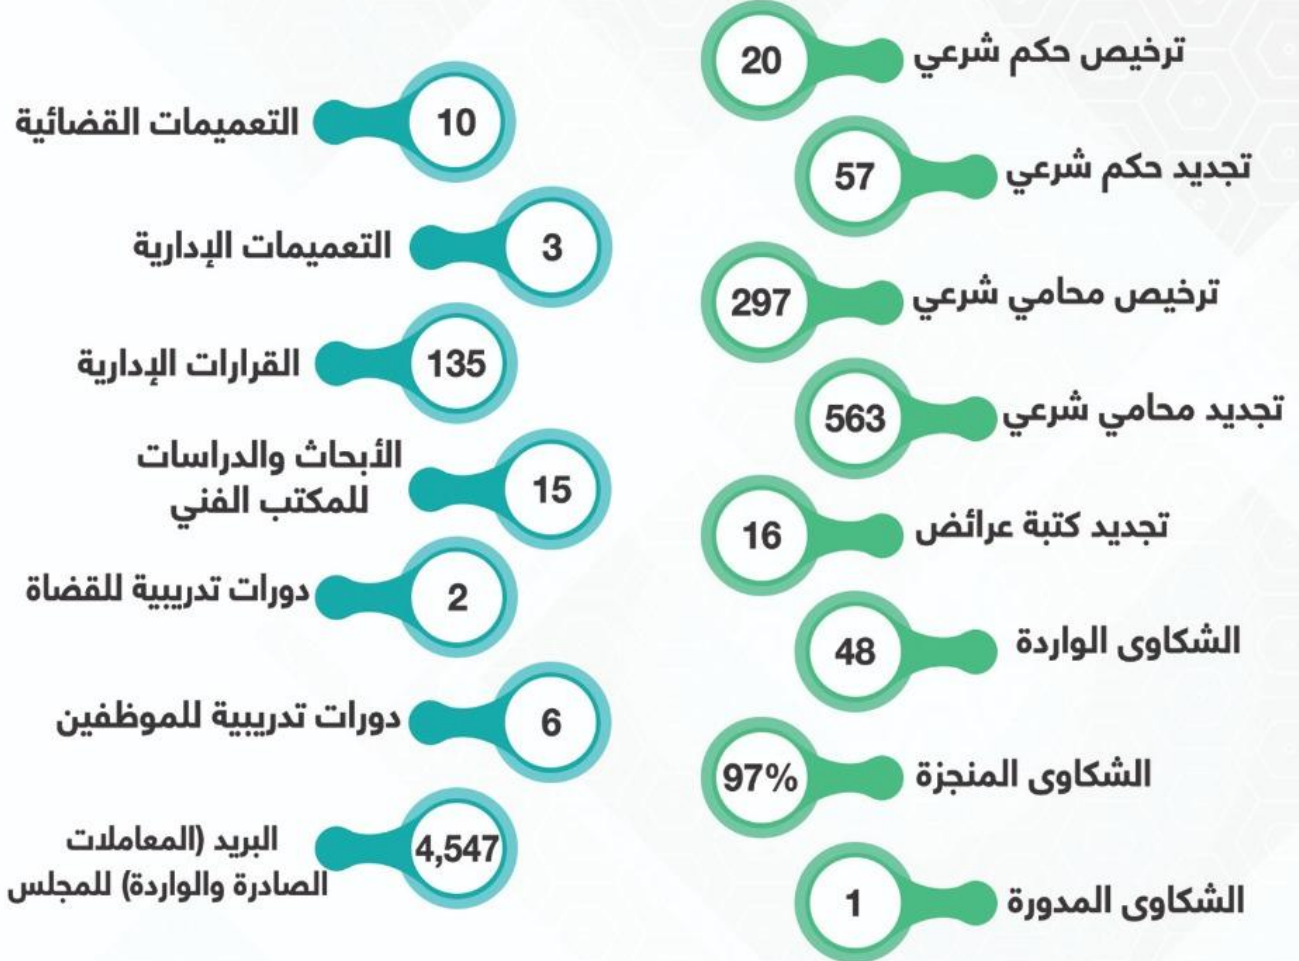 ترخيص حكم شرعي
20
تجديد حكم شرعي
57
ترخيص محامي شرعي
297
تجديد محامي شرعي
563
تجديد كتبة عرائض
16
الشكاوى الواردة
48
الشكاوى المنجزة
97%
الشكاوى المدورة
1
التعميمات القضائية
10
التعميمات الإدارية
3
القرارات الإدارية
135
الأبحاث والدراسات
للمكتب الفني
15
دورات تدريبية للقضاة
2
دورات تدريبية للموظفين
6
البريد (المعاملات
الصادرة والواردة) للمجلس
4,547